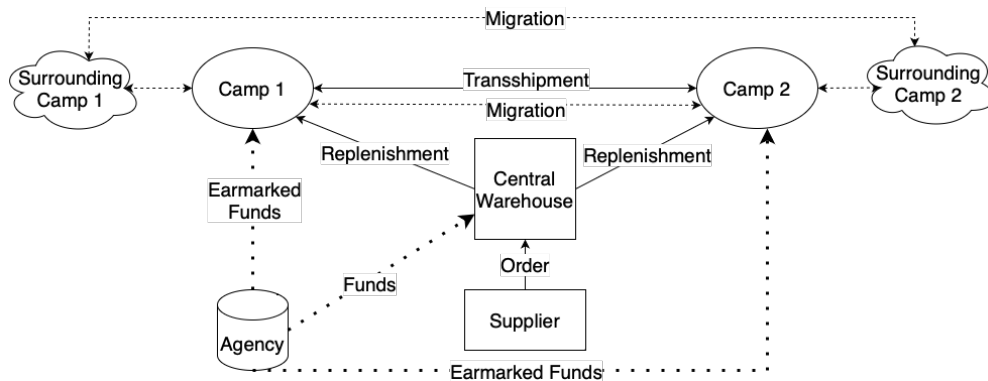 Migration
Surrounding
Camp 1
Camp 1
Transshipment
Camp 2
Surrounding
Camp 2
Migration
Replenishment
Replenishment
Central
Warehouse
Earmarked
Funds
Funds
Order
Agency
Supplier
Earmarked Funds